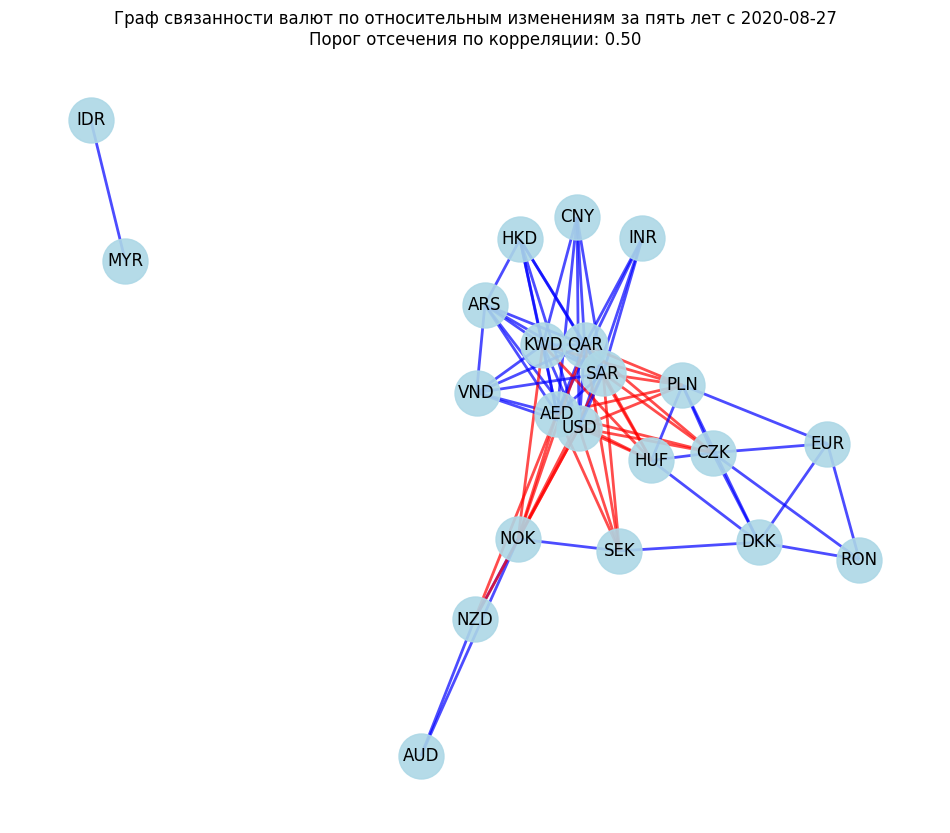 Граф связанности валют по относительным изменениям за пять лет с 2020-08-27
Порог отсечения по корреляции: 0.50
IDR
MYR
CNY
HKD
INR
ARS
KWD
QAR
SAR
PLN
VND
AED
USD
HUF
CZK
EUR
NOK
SEK
DKK
RON
NZD
AUD